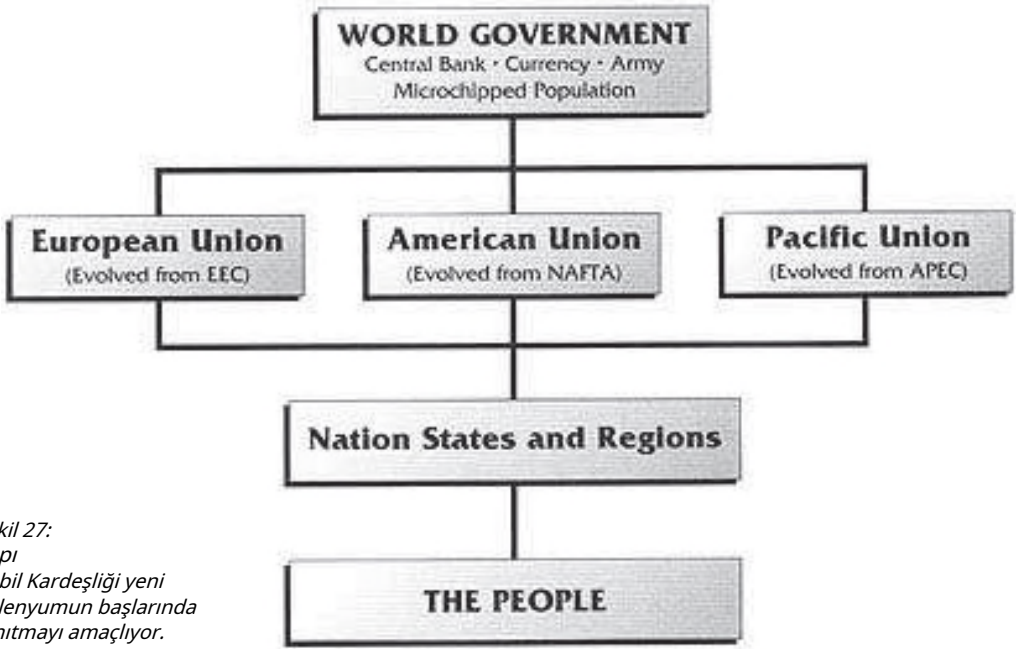 WORLD GOVERNMENT
Central Bank • Currency • Army
Microchipped Population
European Union
(Evolved from EEC)
American Union
(Evolved from NAFTA)
Pacific Union
(Evolved from APEC)
Nation States and Regions
THE PEOPLE
kil 27:
pı
bil Kardeşliği yeni
lenyumun başlarında
nıtmayı amaçlıyor.